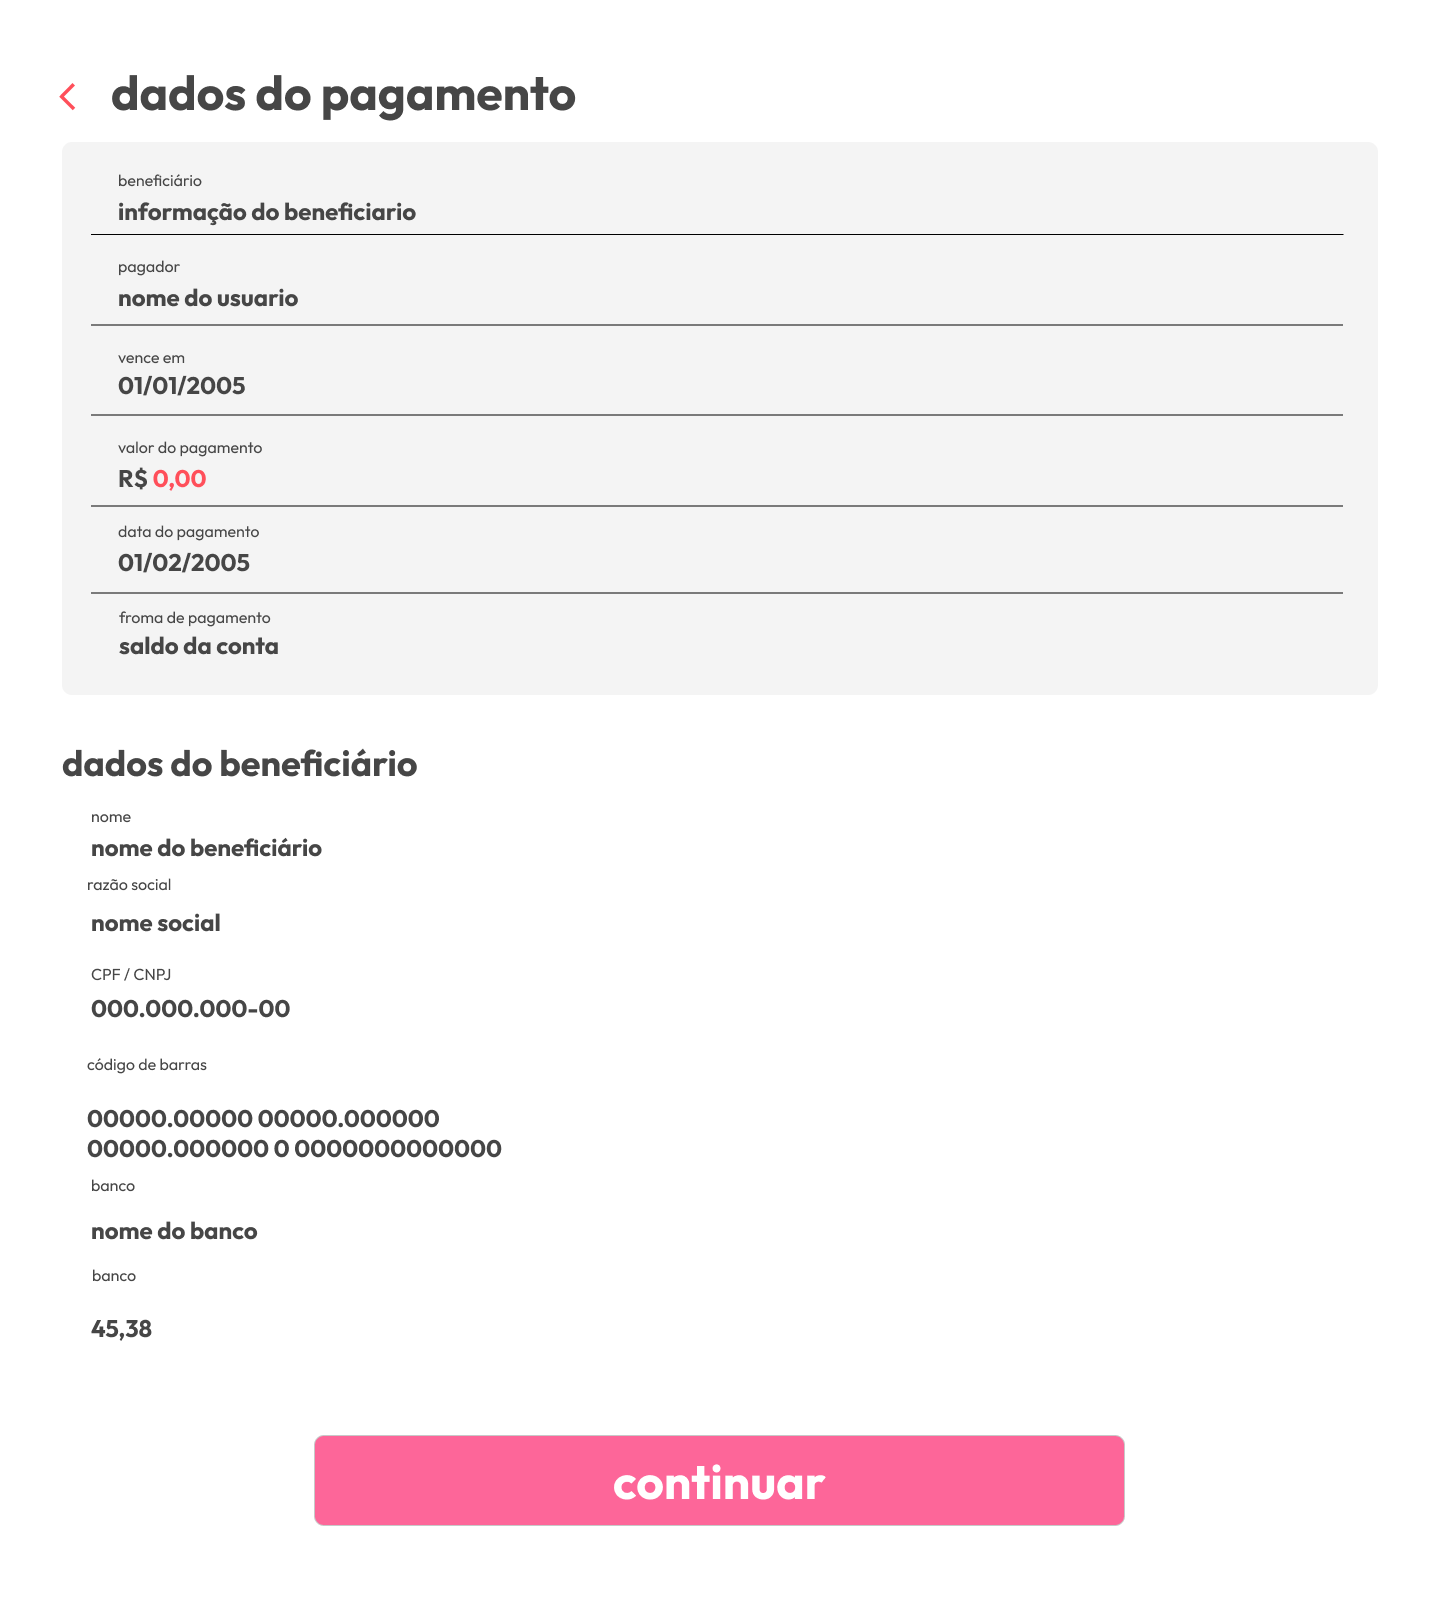 dados do pagamento
beneficiário
informação do beneficiario
pagador
nome do usuario
vence em
01/01/2005
valor do pagamento
R$ 0,00
data do pagamento
01/02/2005
froma de pagamento
saldo da conta
dados do beneficiário
nome
nome do beneficiário
razão social
nome social
CPF / CNPJ
000.000.000-00
código de barras
00000.00000 00000.000000
00000.000000 0 0000000000000
banco
nome do banco
banco
45,38
continuar